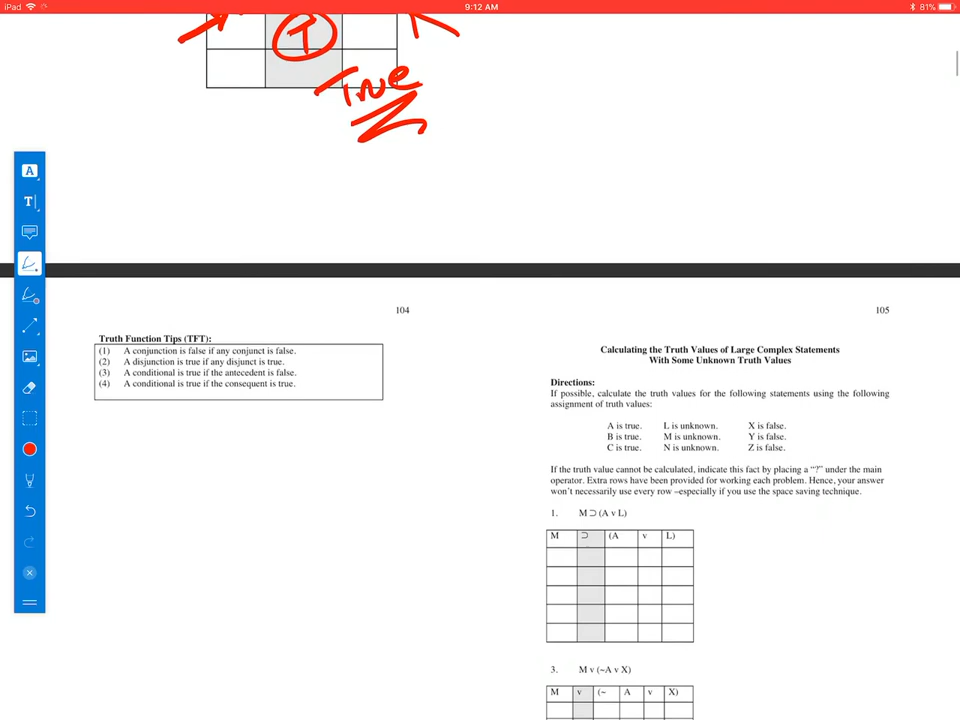 iPad
9:12 AM
81%
T
True
A
T
104
Truth Function Tips (TFT):
(1) A conjunction is false if any conjunct is false.
(2) A disjunction is true if any disjunct is true.
(3) A conditional is true if the antecedent is false.
(4) A conditional is true if the consequent is true.
105
Calculating the Truth Values of Large Complex Statements
With Some Unknown Truth Values
Directions:
If possible, calculate the truth values for the following statements using the following
assignment of truth values:
A is true. L is unknown. X is false.
B is true. M is unknown. Y is false.
C is true. N is unknown. Z is false.
If the truth value cannot be calculated, indicate this fact by placing a “?” under the main
operator. Extra rows have been provided for working each problem. Hence, your answer
won’t necessarily use every row –especially if you use the space saving technique.
1. M ⊃ (A v L)
M ⊃ (A v L)
3. M v (~A v X)
M v (~ A v X)